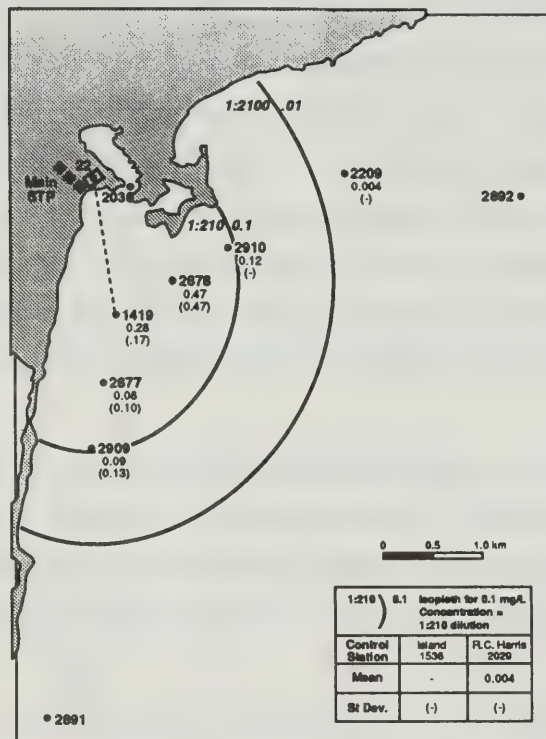 1:2100 .01
22
Main
STP
2209
0.004
(-)
2892
1:210 0.1
2910
0.12
(-)
2878
0.47
(0.47)
1419
0.28
(.17)
2877
0.08
(0.10)
2909
0.09
(0.13)
0 0.5 1.0 km
1:210 ) 0.1 Isopleth for 0.1 mg/L
Concentration =
1:210 dilution
Control
Station
Island
1536
R.C. Harris
2029
Mean
-
0.004
St Dev.
(-)
(-)
2891